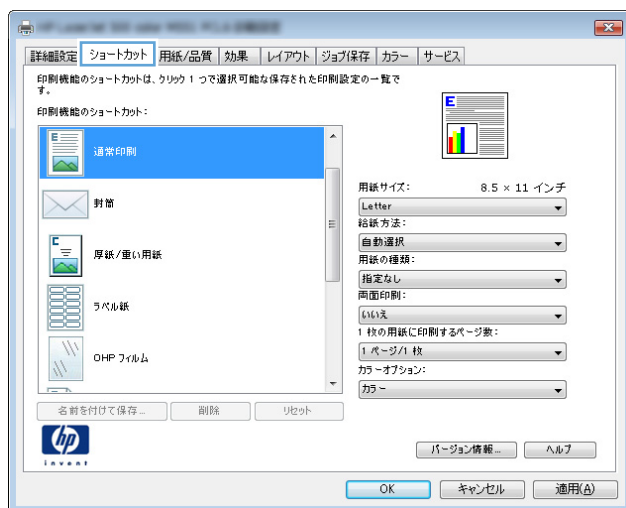 詳細設定 ショートカット 用紙/品質 効果 レイアウト ジョブ保存 カラー サービス
印刷機能のショートカットは、クリック 1 つで選択可能な保存された印刷設定の一覧で
す。
印刷機能のショートカット：
通常印刷
封筒
厚紙/重い用紙
ラベル紙
OHP フィルム
名前を付けて保存...
削除
リセット
E
用紙サイズ： 8.5 × 11 インチ
Letter
給紙方法：
自動選択
用紙の種類：
指定なし
両面印刷：
いいえ
1 枚の用紙に印刷するページ数：
1 ページ/1 枚
カラーオプション：
カラー
hp
invent
バージョン情報...
ヘルプ
OK
キャンセル
適用(A)